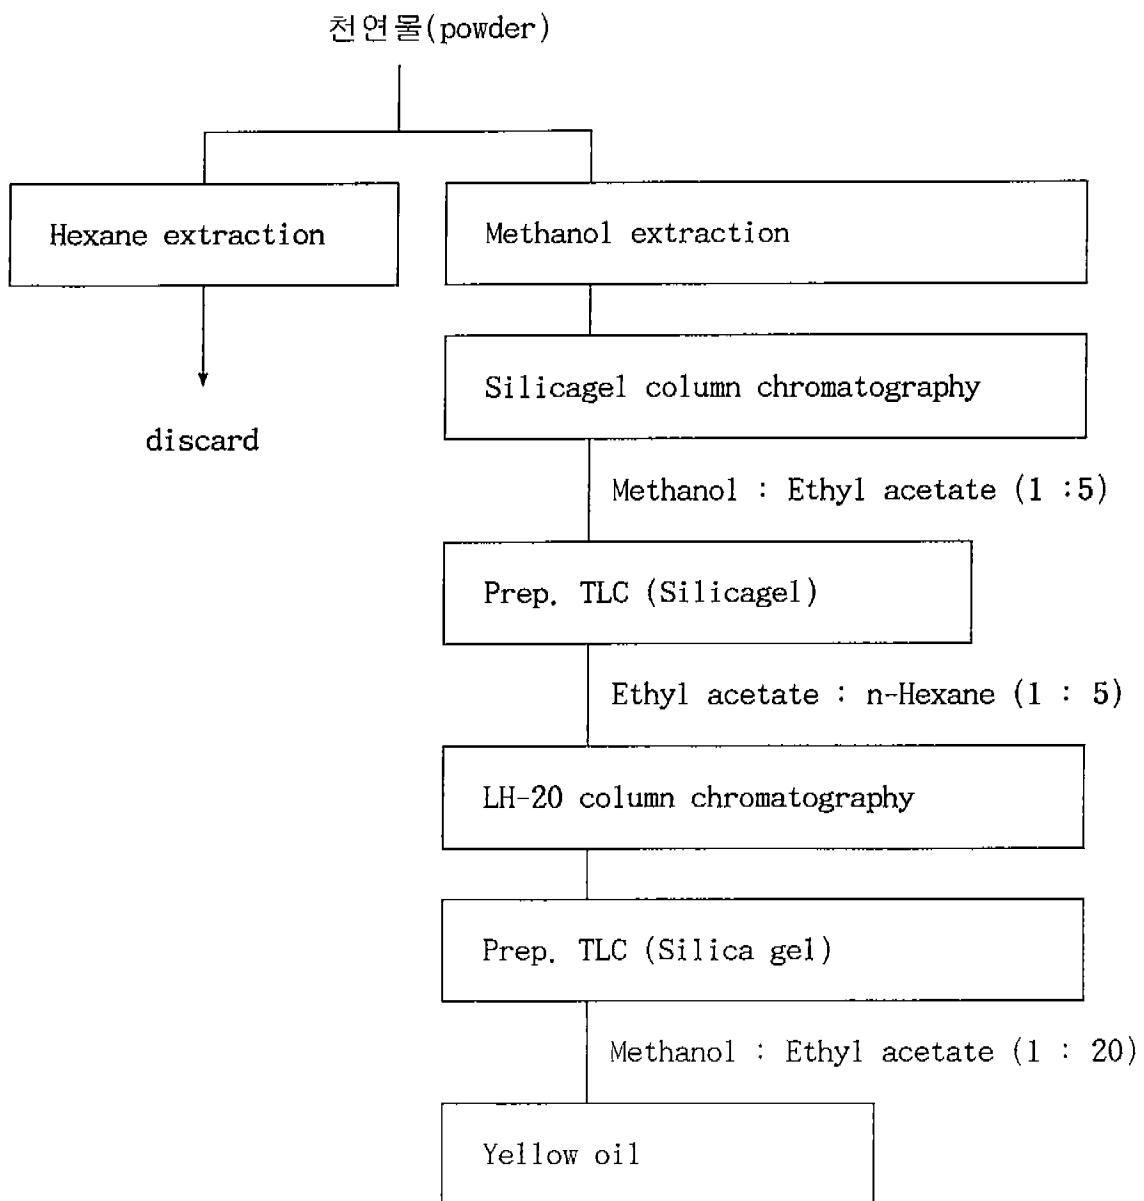 천연물(powder)
Hexane extraction
Methanol extraction
discard
Silicagel column chromatography
Methanol : Ethyl acetate (1 :5)
Prep. TLC (Silicagel)
Ethyl acetate : n-Hexane (1 : 5)
LH-20 column chromatography
Prep. TLC (Silica gel)
Methanol : Ethyl acetate (1 : 20)
Yellow oil